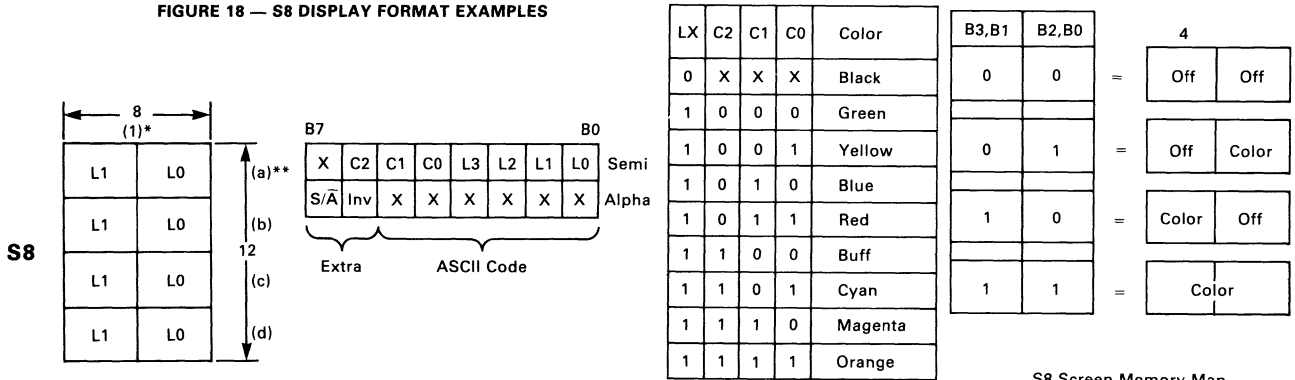 FIGURE 18 — S8 DISPLAY FORMAT EXAMPLES
S8
8
(1)*
L1 L0 (a)**
L1 L0 (b)
12
L1 L0 (c)
L1 L0 (d)
B7 B0
X C2 C1 C0 L3 L2 L1 L0 Semi
S/A̅ Inv X X X X X X Alpha
Extra ASCII Code
LX C2 C1 C0 Color
0 X X X Black
1 0 0 0 Green
1 0 0 1 Yellow
1 0 1 0 Blue
1 0 1 1 Red
1 1 0 0 Buff
1 1 0 1 Cyan
1 1 1 0 Magenta
1 1 1 1 Orange
B3,B1 B2,B0 4
0 0 = Off Off
0 1 = Off Color
1 0 = Color Off
1 1 = Color
S8 Screen Memory Map